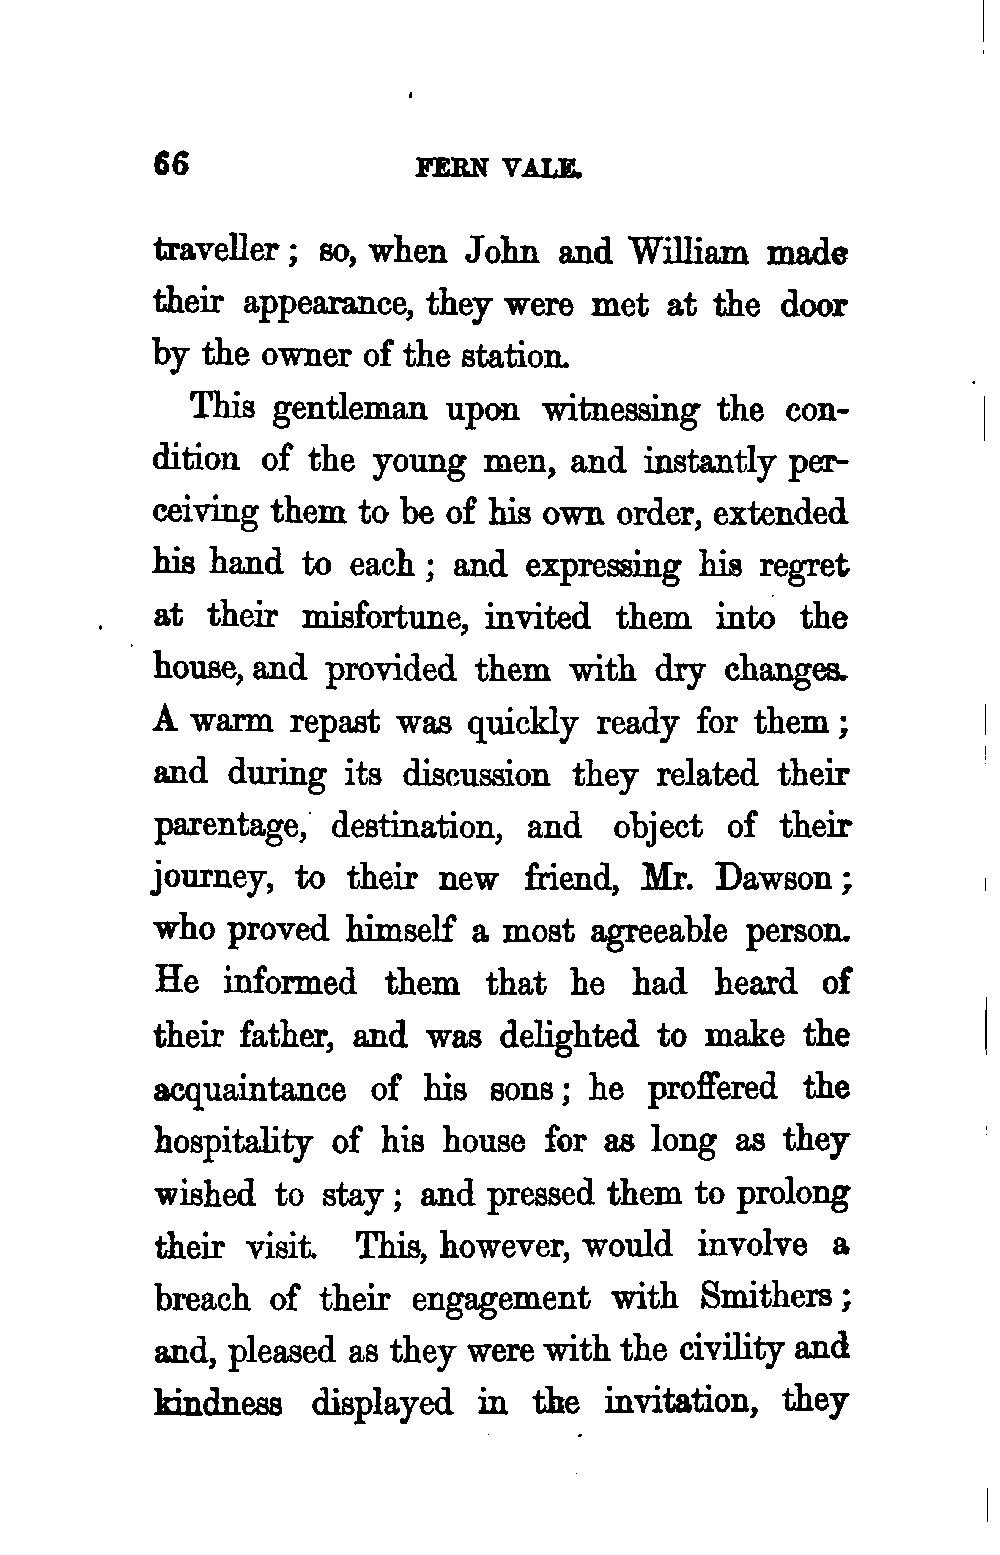 66 FERN VALE.
traveller; so, when John and William made
their appearance, they were met at the door
by the owner of the station.
This gentleman upon witnessing the con-
dition of the young men, and instantly per-
ceiving them to be of his own order, extended
his hand to each; and expressing his regret
at their misfortune, invited them into the
house, and provided them with dry changes.
A warm repast was quickly ready for them;
and during its discussion they related their
parentage, destination, and object of their
journey, to their new friend, Mr. Dawson;
who proved himself a most agreeable person.
He informed them that he had heard of
their father, and was delighted to make the
acquaintance of his sons; he proffered the
hospitality of his house for as long as they
wished to stay; and pressed them to prolong
their visit. This, however, would involve a
breach of their engagement with Smithers;
and, pleased as they were with the civility and
kindness displayed in the invitation, they